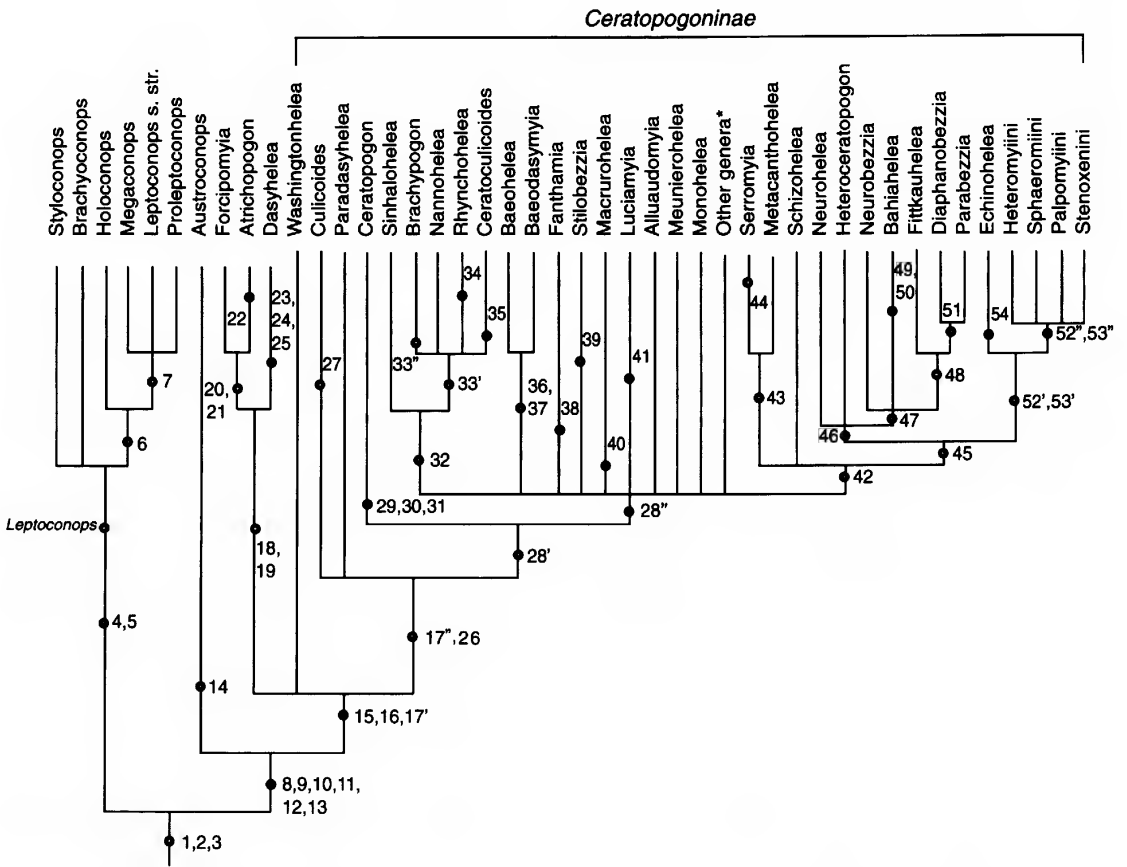 Ceratopogoninae
Styloconops
Brachyoconops
Holoconops
Megaconops
Leptoconops s. str.
Proleptoconops
Austroconops
Forcipomyia
Atrichopogon
Dasyhelea
Washingtonhelea
Culicoides
Paradasyhelea
Ceratopogon
Sinhalohelea
Brachypogon
Nannohelea
Rhynchohelea
Ceratoculicoides
Baeohelea
Baeodasymyia
Fanthamia
Stilobezzia
Macrurohelea
Luciamyia
Alluaudomyia
Meunierohelea
Monohelea
Other genera*
Serromyia
Metacanthohelea
Schizohelea
Neurohelea
Heteroceratopogon
Neurobezzia
Bahiahelea
Fittkauhelea
Diaphanobezzia
Parabezzia
Echinohelea
Heteromyiini
Sphaeromiini
Palpomyiini
Stenoxenini
34
49,
50
44
23,
24,
25
22
35
51
54
52",53"
33"
39
27
41
7
20,
21
33'
36,
37
38
43
48
52',53'
47
46
6
40
32
45
42
29,30,31
28"
Leptoconops
18,
19
28'
4,5
17",26
14
15,16,17'
8,9,10,11,
12,13
1,2,3